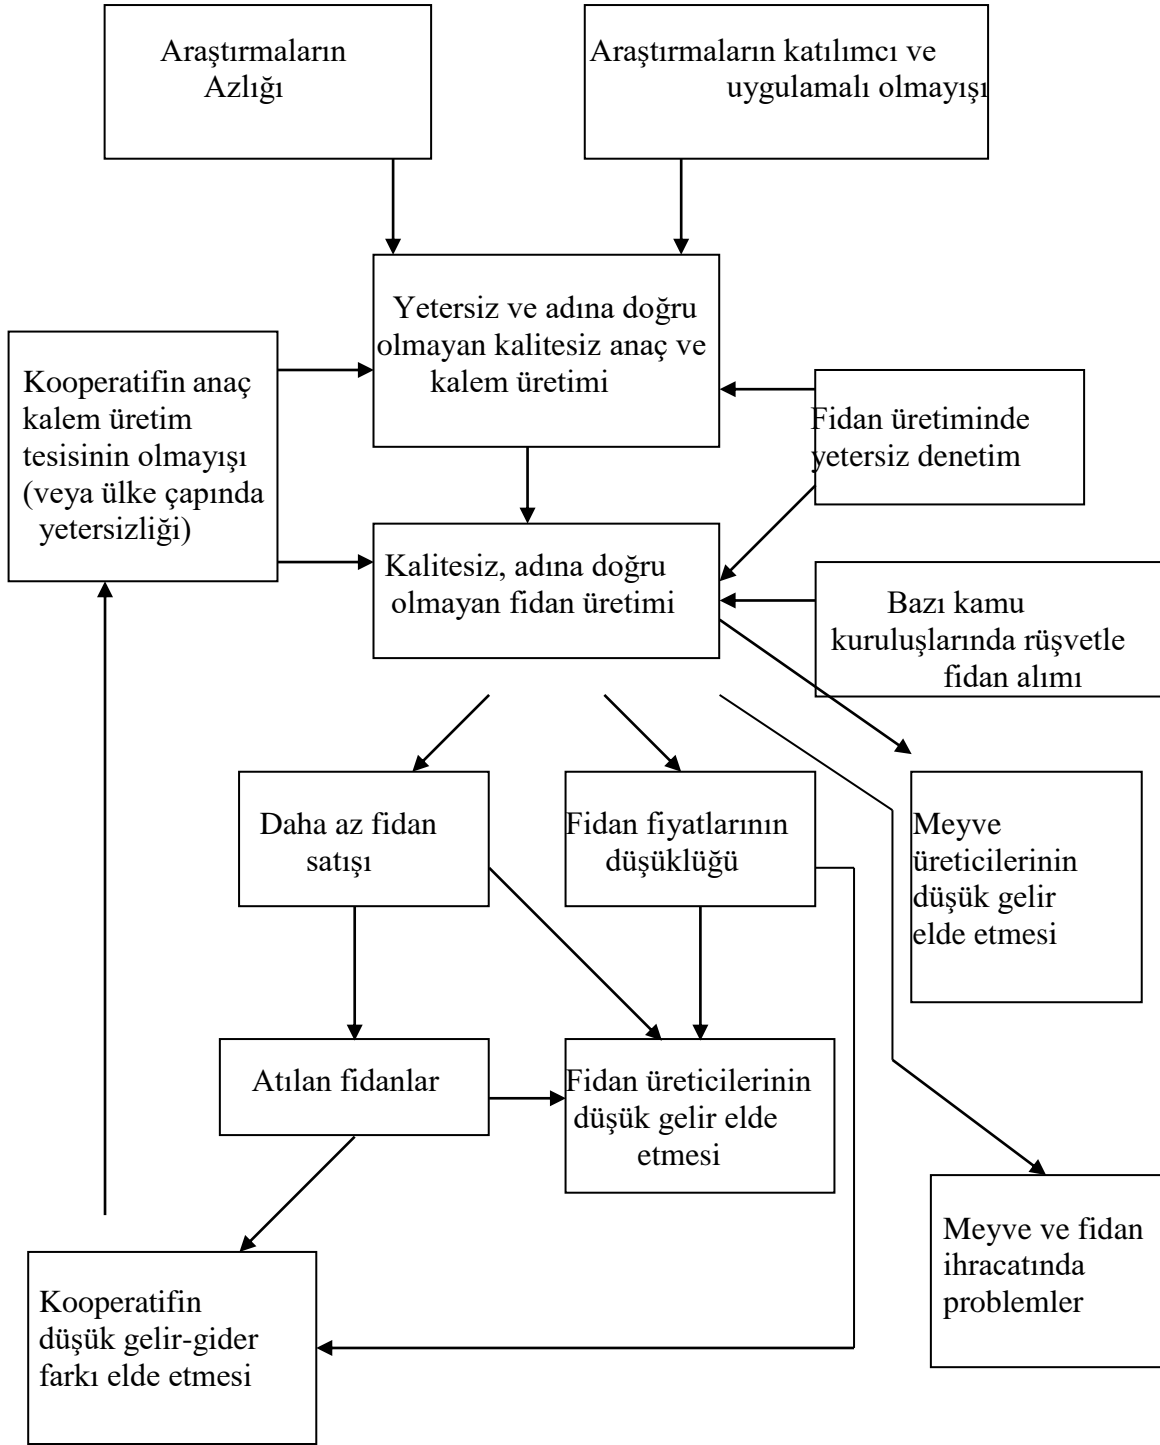 Araştırmaların
Azlığı
Araştırmaların katılımcı ve
uygulamalı olmayışı
Yetersiz ve adına doğru
olmayan kalitesiz anaç ve
kalem üretimi
Kooperatifin anaç
kalem üretim
tesisinin olmayışı
(veya ülke çapında
yetersizliği)
Fidan üretiminde
yetersiz denetim
Kalitesiz, adına doğru
olmayan fidan üretimi
Bazı kamu
kuruluşlarında rüşvetle
fidan alımı
Daha az fidan
satışı
Fidan fiyatlarının
düşüklüğü
Meyve
üreticilerinin
düşük gelir
elde etmesi
Atılan fidanlar
Fidan üreticilerinin
düşük gelir elde
etmesi
Meyve ve fidan
ihracatında
problemler
Kooperatifin
düşük gelir-gider
farkı elde etmesi